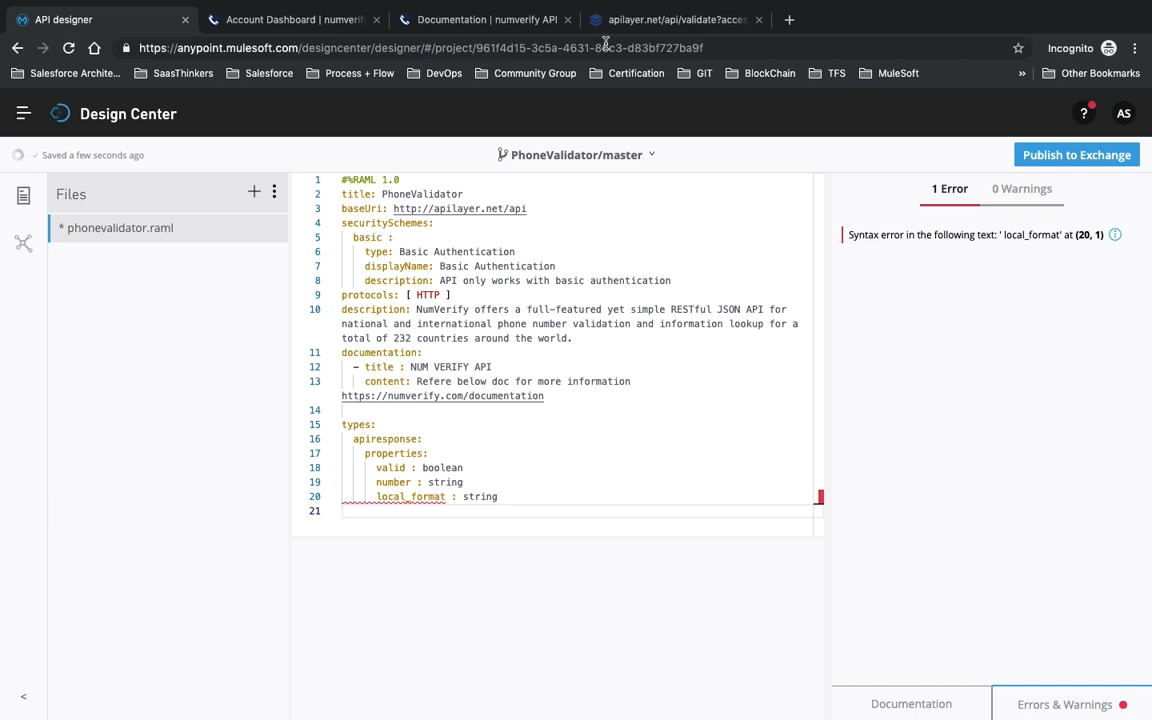 API designer
Account Dashboard | numverif
Documentation | numverify API
apilayer.net/api/validate?acces
https://anypoint.mulesoft.com/designcenter/designer/#/project/961f4d15-3c5a-4631-8 c3-d83bf727ba9f
Incognito
Salesforce Archite...
SaasThinkers
Salesforce
Process + Flow
DevOps
Community Group
Certification
GIT
BlockChain
TFS
MuleSoft
»
Other Bookmarks
Design Center
?
AS
Saved a few seconds ago
PhoneValidator/master
Publish to Exchange
Files
* phonevalidator.raml
1 #%RAML 1.0
2 title: PhoneValidator
3 baseUri: http://apilayer.net/api
4 securitySchemes:
5 basic :
6 type: Basic Authentication
7 displayName: Basic Authentication
8 description: API only works with basic authentication
9 protocols: [ HTTP ]
10 description: NumVerify offers a full-featured yet simple RESTful JSON API for
national and international phone number validation and information lookup for a
total of 232 countries around the world.
11 documentation:
12 - title : NUM VERIFY API
13 content: Refere below doc for more information
https://numverify.com/documentation
14
15 types:
16 apiresponse:
17 properties:
18 valid : boolean
19 number : string
20 local_format : string
21
1 Error
0 Warnings
Syntax error in the following text: ' local_format' at (20, 1)
<
Documentation
Errors & Warnings